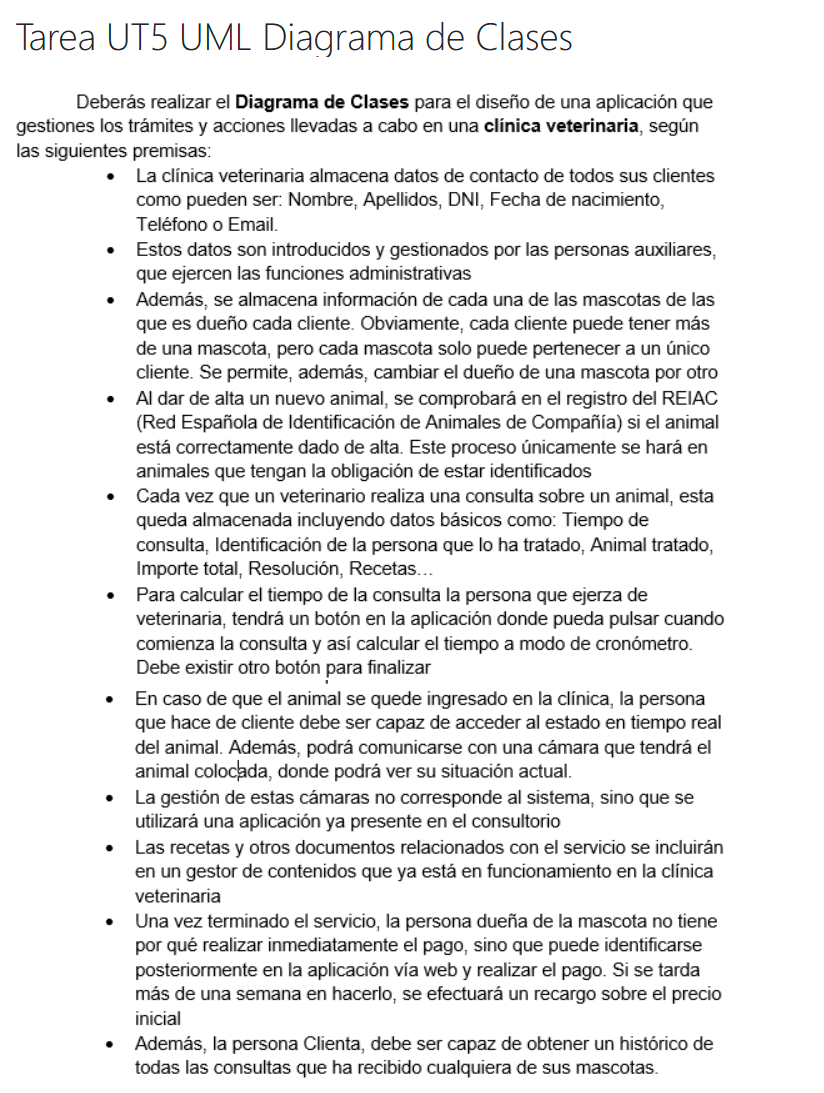 Tarea UT5 UML Diagrama de Clases
Deberás realizar el Diagrama de Clases para el diseño de una aplicación que
gestiones los trámites y acciones llevadas a cabo en una clínica veterinaria, según
las siguientes premisas:
• La clínica veterinaria almacena datos de contacto de todos sus clientes
como pueden ser: Nombre, Apellidos, DNI, Fecha de nacimiento,
Teléfono o Email.
• Estos datos son introducidos y gestionados por las personas auxiliares,
que ejercen las funciones administrativas
• Además, se almacena información de cada una de las mascotas de las
que es dueño cada cliente. Obviamente, cada cliente puede tener más
de una mascota, pero cada mascota solo puede pertenecer a un único
cliente. Se permite, además, cambiar el dueño de una mascota por otro
• Al dar de alta un nuevo animal, se comprobará en el registro del REIAC
(Red Española de Identificación de Animales de Compañía) si el animal
está correctamente dado de alta. Este proceso únicamente se hará en
animales que tengan la obligación de estar identificados
• Cada vez que un veterinario realiza una consulta sobre un animal, esta
queda almacenada incluyendo datos básicos como: Tiempo de
consulta, Identificación de la persona que lo ha tratado, Animal tratado,
Importe total, Resolución, Recetas…
• Para calcular el tiempo de la consulta la persona que ejerza de
veterinaria, tendrá un botón en la aplicación donde pueda pulsar cuando
comienza la consulta y así calcular el tiempo a modo de cronómetro.
Debe existir otro botón para finalizar
• En caso de que el animal se quede ingresado en la clínica, la persona
que hace de cliente debe ser capaz de acceder al estado en tiempo real
del animal. Además, podrá comunicarse con una cámara que tendrá el
animal colocada, donde podrá ver su situación actual.
• La gestión de estas cámaras no corresponde al sistema, sino que se
utilizará una aplicación ya presente en el consultorio
• Las recetas y otros documentos relacionados con el servicio se incluirán
en un gestor de contenidos que ya está en funcionamiento en la clínica
veterinaria
• Una vez terminado el servicio, la persona dueña de la mascota no tiene
por qué realizar inmediatamente el pago, sino que puede identificarse
posteriormente en la aplicación vía web y realizar el pago. Si se tarda
más de una semana en hacerlo, se efectuará un recargo sobre el precio
inicial
• Además, la persona Clienta, debe ser capaz de obtener un histórico de
todas las consultas que ha recibido cualquiera de sus mascotas.